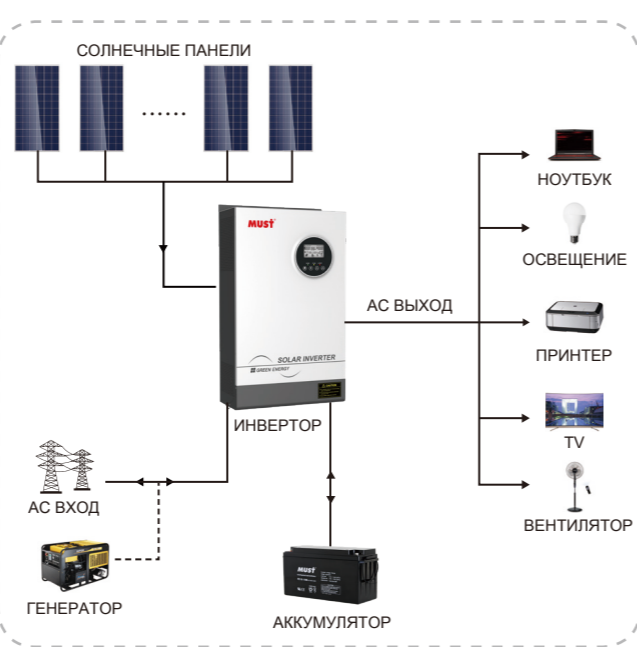 СОЛНЕЧНЫЕ ПАНЕЛИ
MUST
SOLAR INVERTER
GREEN ENERGY
АС ВЫХОД
ИНВЕРТОР
НОУТБУК
ОСВЕЩЕНИЕ
ПРИНТЕР
TV
ВЕНТИЛЯТОР
АС ВХОД
ГЕНЕРАТОР
MUST
АККУМУЛЯТОР